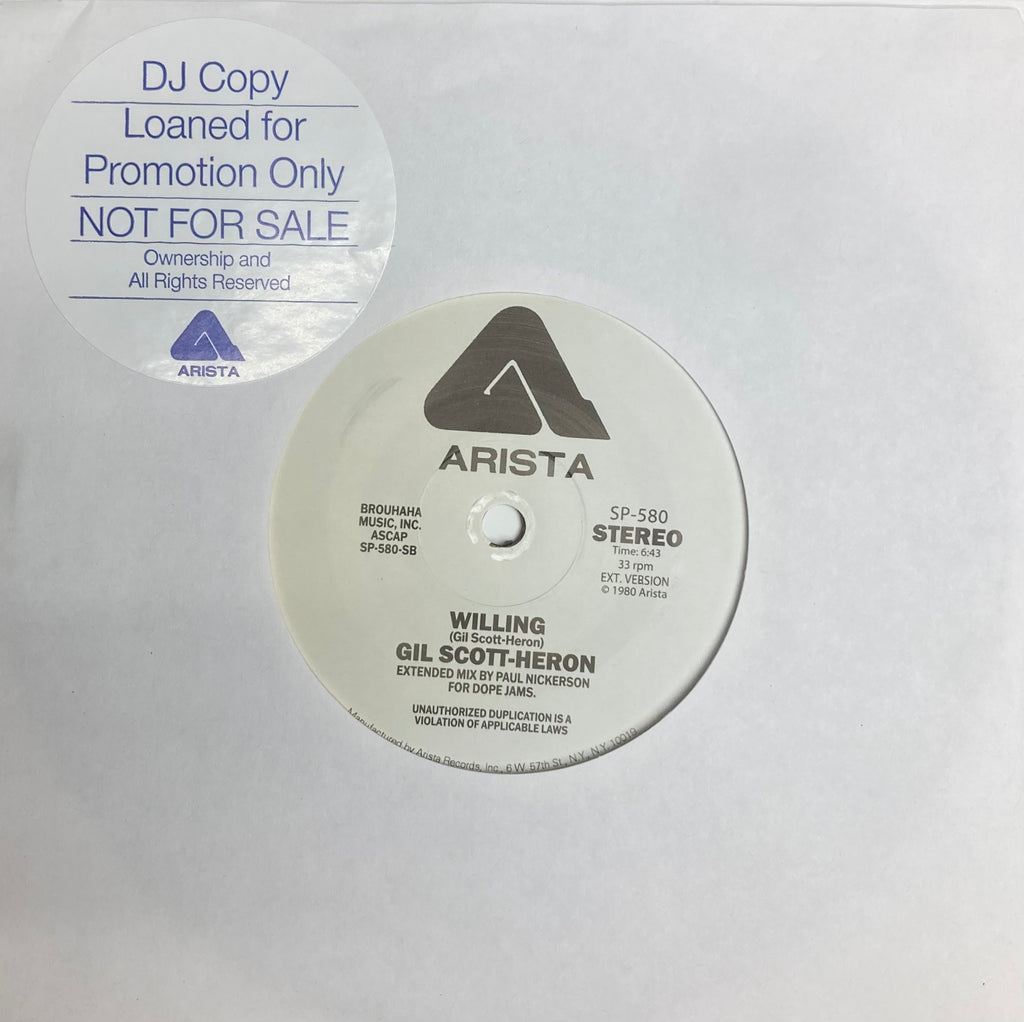 DJ Copy
Loaned for
Promotion Only
NOT FOR SALE
Ownership and
All Rights Reserved
ARISTA
ARISTA
BROUHAHA
MUSIC, INC.
ASCAP
SP-580-SB
SP-580
STEREO
Time: 6:43
33 rpm
EXT. VERSION
© 1980 Arista
WILLING
(Gil Scott-Heron)
GIL SCOTT-HERON
EXTENDED MIX BY PAUL NICKERSON
FOR DOPE JAMS.
UNAUTHORIZED DUPLICATION IS A
VIOLATION OF APPLICABLE LAWS
Manufactured by Arista Records, Inc., 6 W. 57th St., N.Y., N.Y. 10019